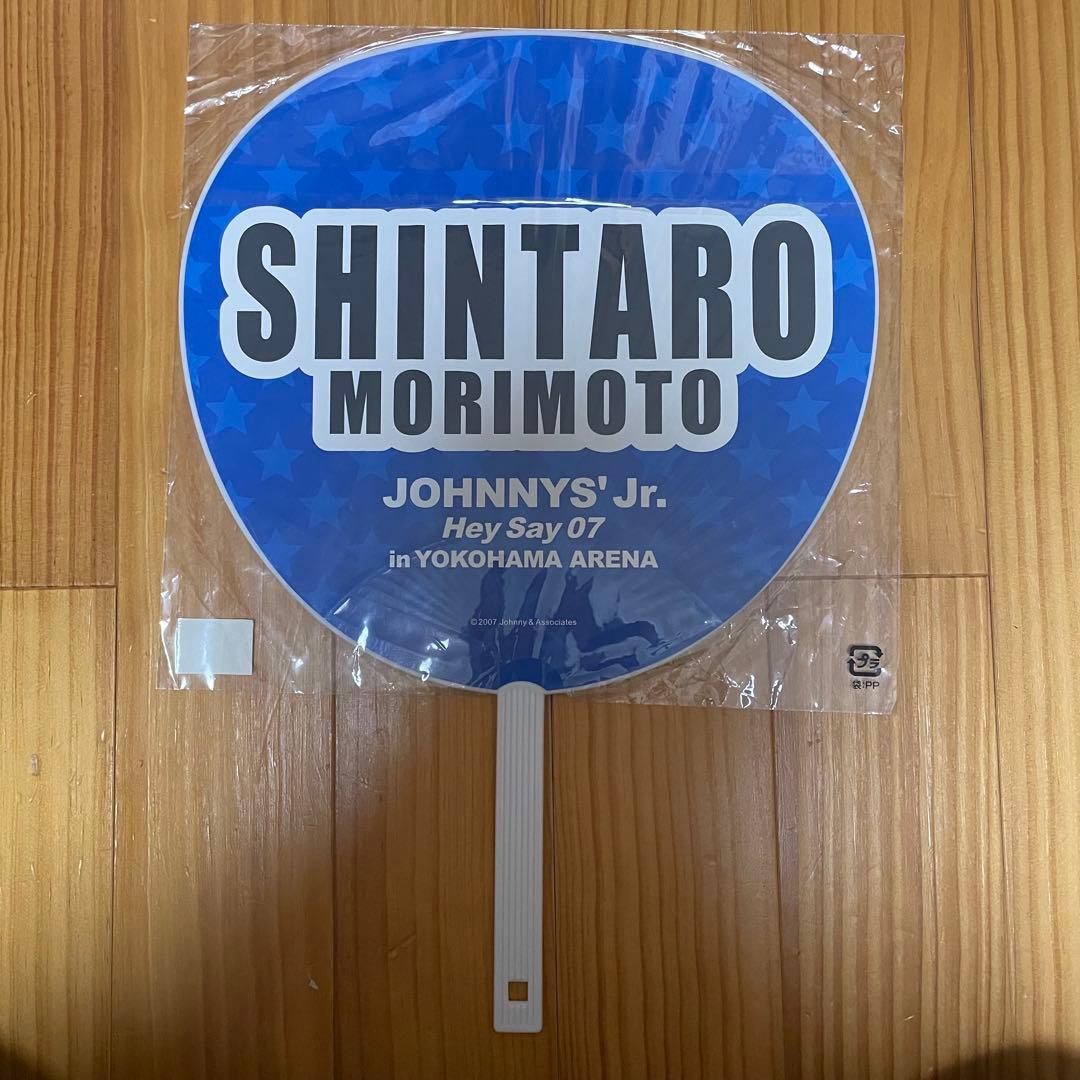 SHINTARO
MORIMOTO
JOHNNYS' Jr.
Hey Say 07
in YOKOHAMA ARENA
©2007 Johnny & Associates
プラ
袋:PP